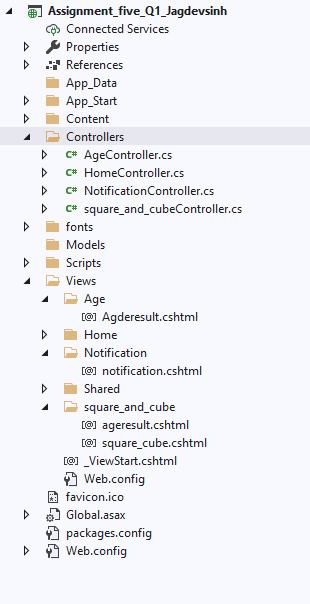 Assignment_five_Q1_Jagdevsinh
Connected Services
Properties
References
App_Data
App_Start
Content
Controllers
AgeController.cs
HomeController.cs
NotificationController.cs
square_and_cubeController.cs
fonts
Models
Scripts
Views
Age
Agderesult.cshtml
Home
Notification
notification.cshtml
Shared
square_and_cube
ageresult.cshtml
square_cube.cshtml
_ViewStart.cshtml
Web.config
favicon.ico
Global.asax
packages.config
Web.config